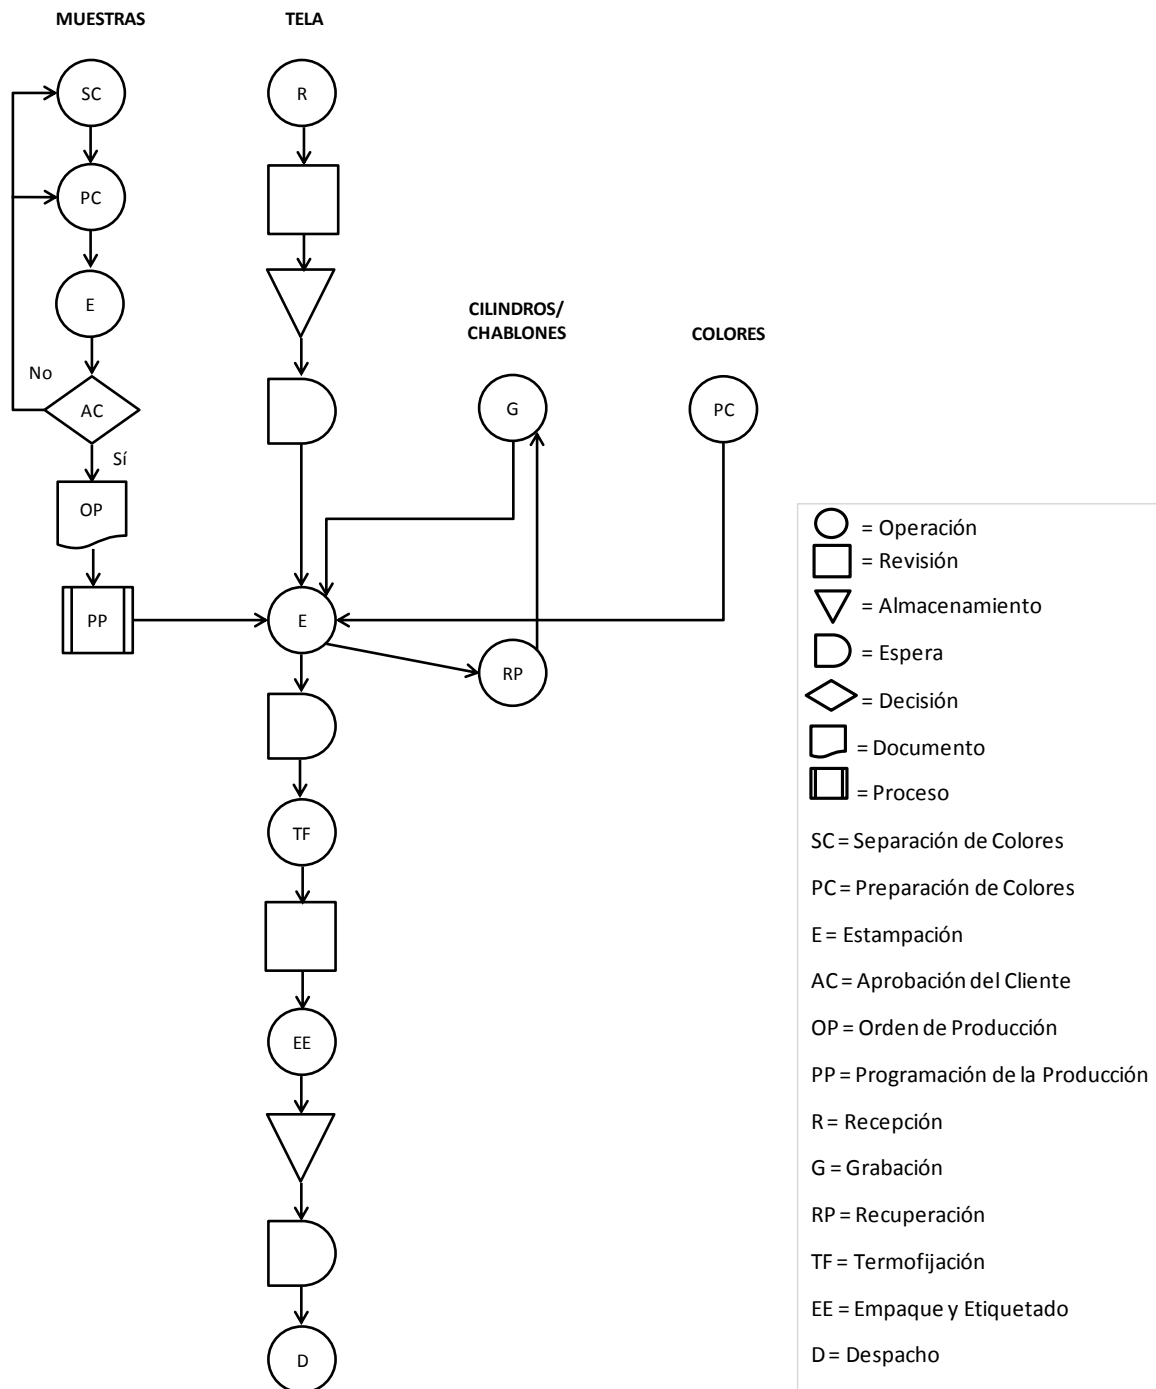 MUESTRAS
TELA
SC
R
PC
E
CILINDROS/
CHABLONES
COLORES
No
AC
G
PC
Sí
OP
PP
E
RP
TF
EE
D
= Operación
= Revisión
= Almacenamiento
= Espera
= Decisión
= Documento
= Proceso
SC = Separación de Colores
PC = Preparación de Colores
E = Estampación
AC = Aprobación del Cliente
OP = Orden de Producción
PP = Programación de la Producción
R = Recepción
G = Grabación
RP = Recuperación
TF = Termofijación
EE = Empaque y Etiquetado
D = Despacho